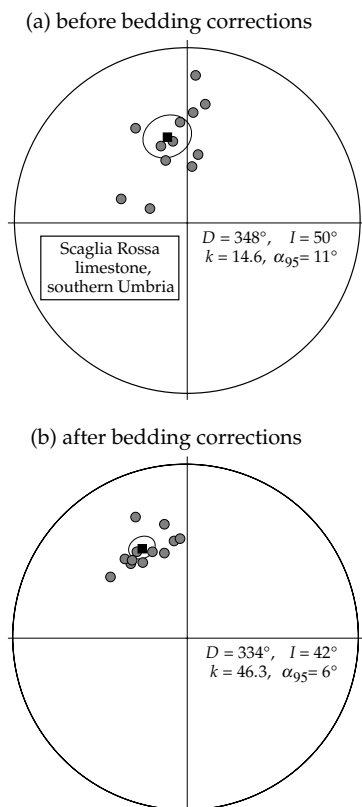 (a) before bedding corrections
D = 348°, I = 50°
k = 14.6, α95= 11°
Scaglia Rossa
limestone,
southern Umbria
(b) after bedding corrections
D = 334°, I = 42°
k = 46.3, α95= 6°